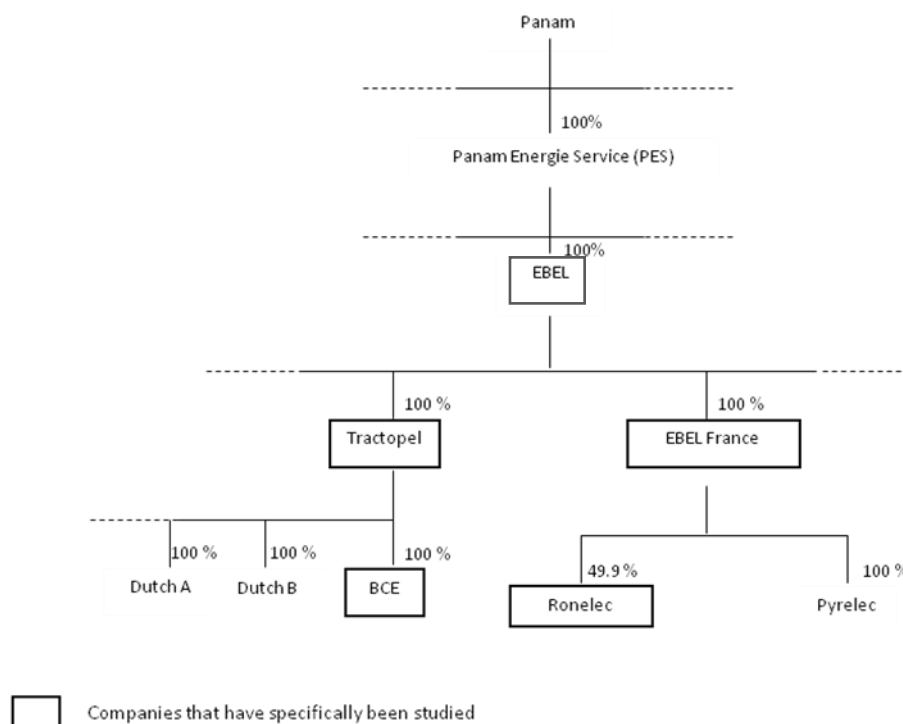 Panam
100%
Panam Energie Service (PES)
100%
EBEL
100 %
100 %
Tractopel
EBEL France
100 %
100 %
100 %
49.9 %
100 %
Dutch A
Dutch B
BCE
Ronelec
Pyrelec
Companies that have specifically been studied